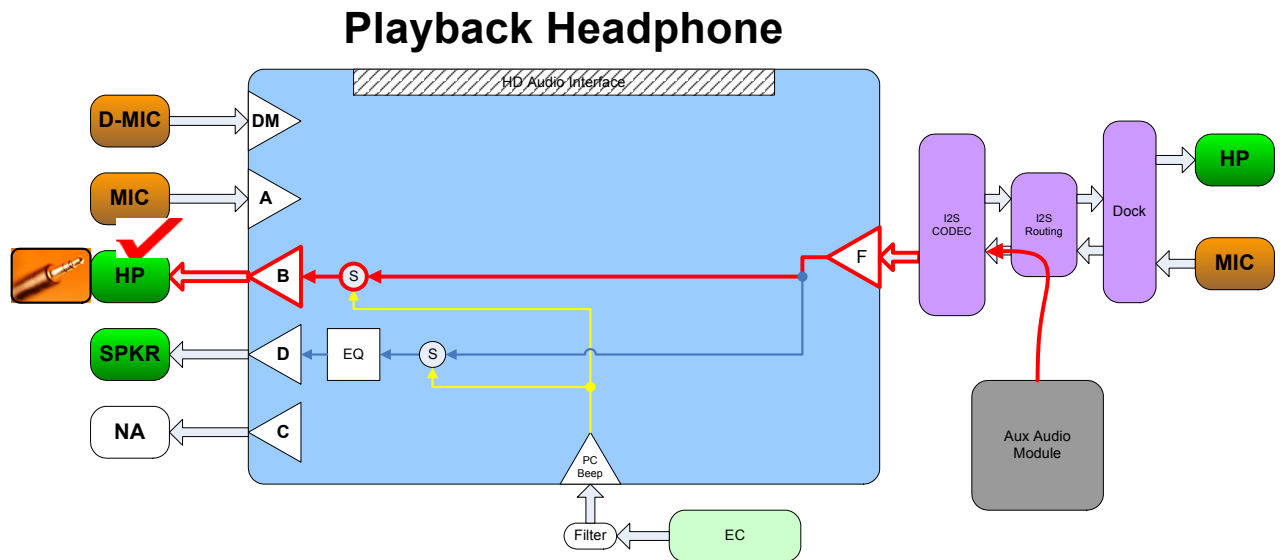 Playback Headphone
HD Audio Interface
D-MIC
DM
MIC
A
HP
B
S
F
I2S
CODEC
I2S
Routing
Dock
HP
MIC
SPKR
D
EQ
S
NA
C
PC
Beep
Filter
EC
Aux Audio
Module